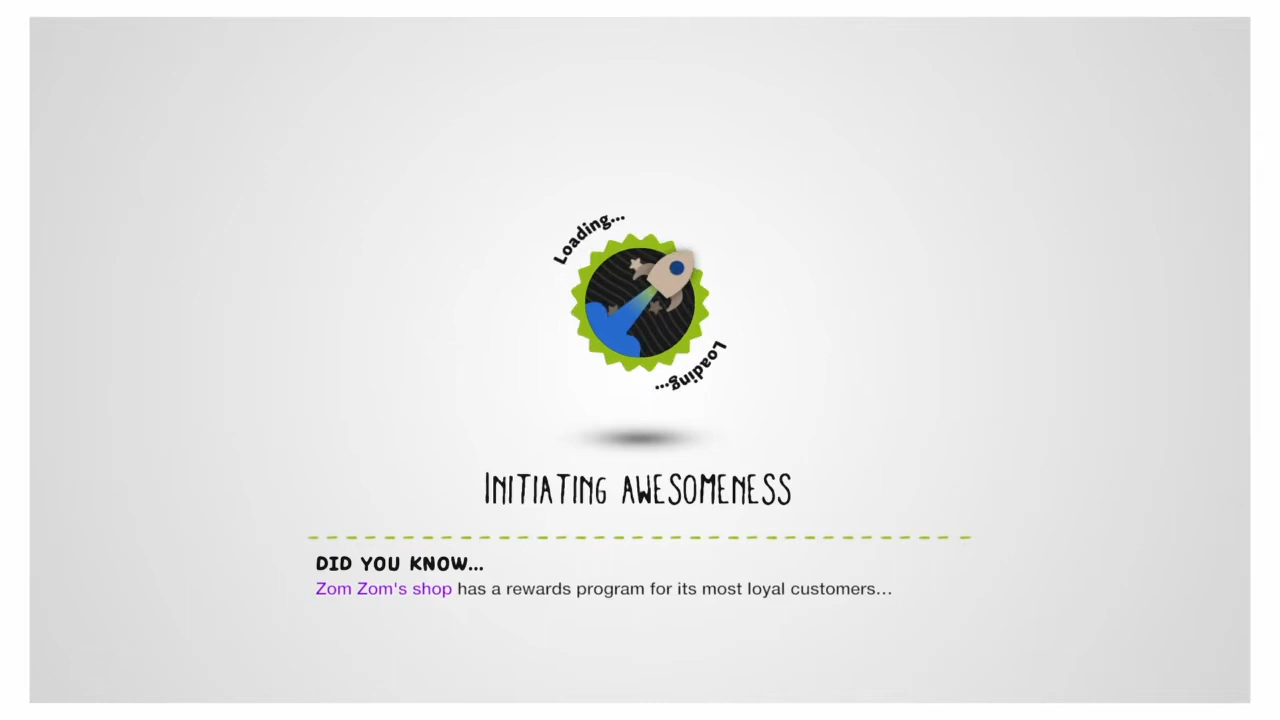 Loading...
Loading...
INITIATING AWESOMENESS
DID YOU KNOW...
Zom Zom's shop has a rewards program for its most loyal customers...